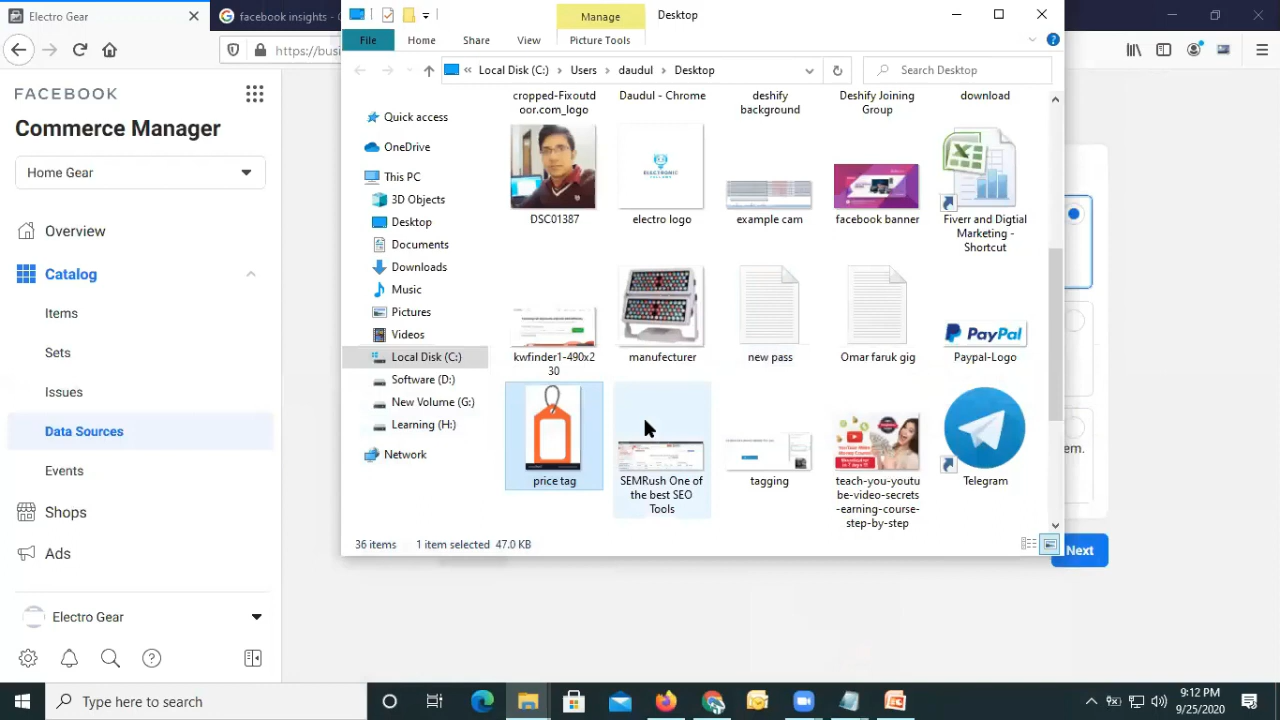 Electro Gear
facebook insights -
https://busi
FACEBOOK
Commerce Manager
Home Gear
Overview
Catalog
Items
Sets
Issues
Data Sources
Events
Shops
Ads
Electro Gear
Manage
Desktop
File
Home
Share
View
Picture Tools
Local Disk (C:)
Users
daudul
Desktop
Search Desktop
Quick access
OneDrive
This PC
3D Objects
Desktop
Documents
Downloads
Music
Pictures
Videos
Local Disk (C:)
Software (D:)
New Volume (G:)
Learning (H:)
Network
cropped-Fixoutd
oor.com_logo
Daudul - Chrome
deshify
background
Deshify Joining
Group
download
DSC01387
electro logo
example cam
facebook banner
Fiverr and Digtial
Marketing -
Shortcut
kwfinder1-490x2
30
manufecturer
new pass
Omar faruk gig
PayPal
Paypal-Logo
price tag
SEMRush One of
the best SEO
Tools
tagging
teach-you-youtu
be-video-secrets
-earning-course-
step-by-step
Telegram
36 items
1 item selected 47.0 KB
em.
Next
Type here to search
9:12 PM
9/25/2020